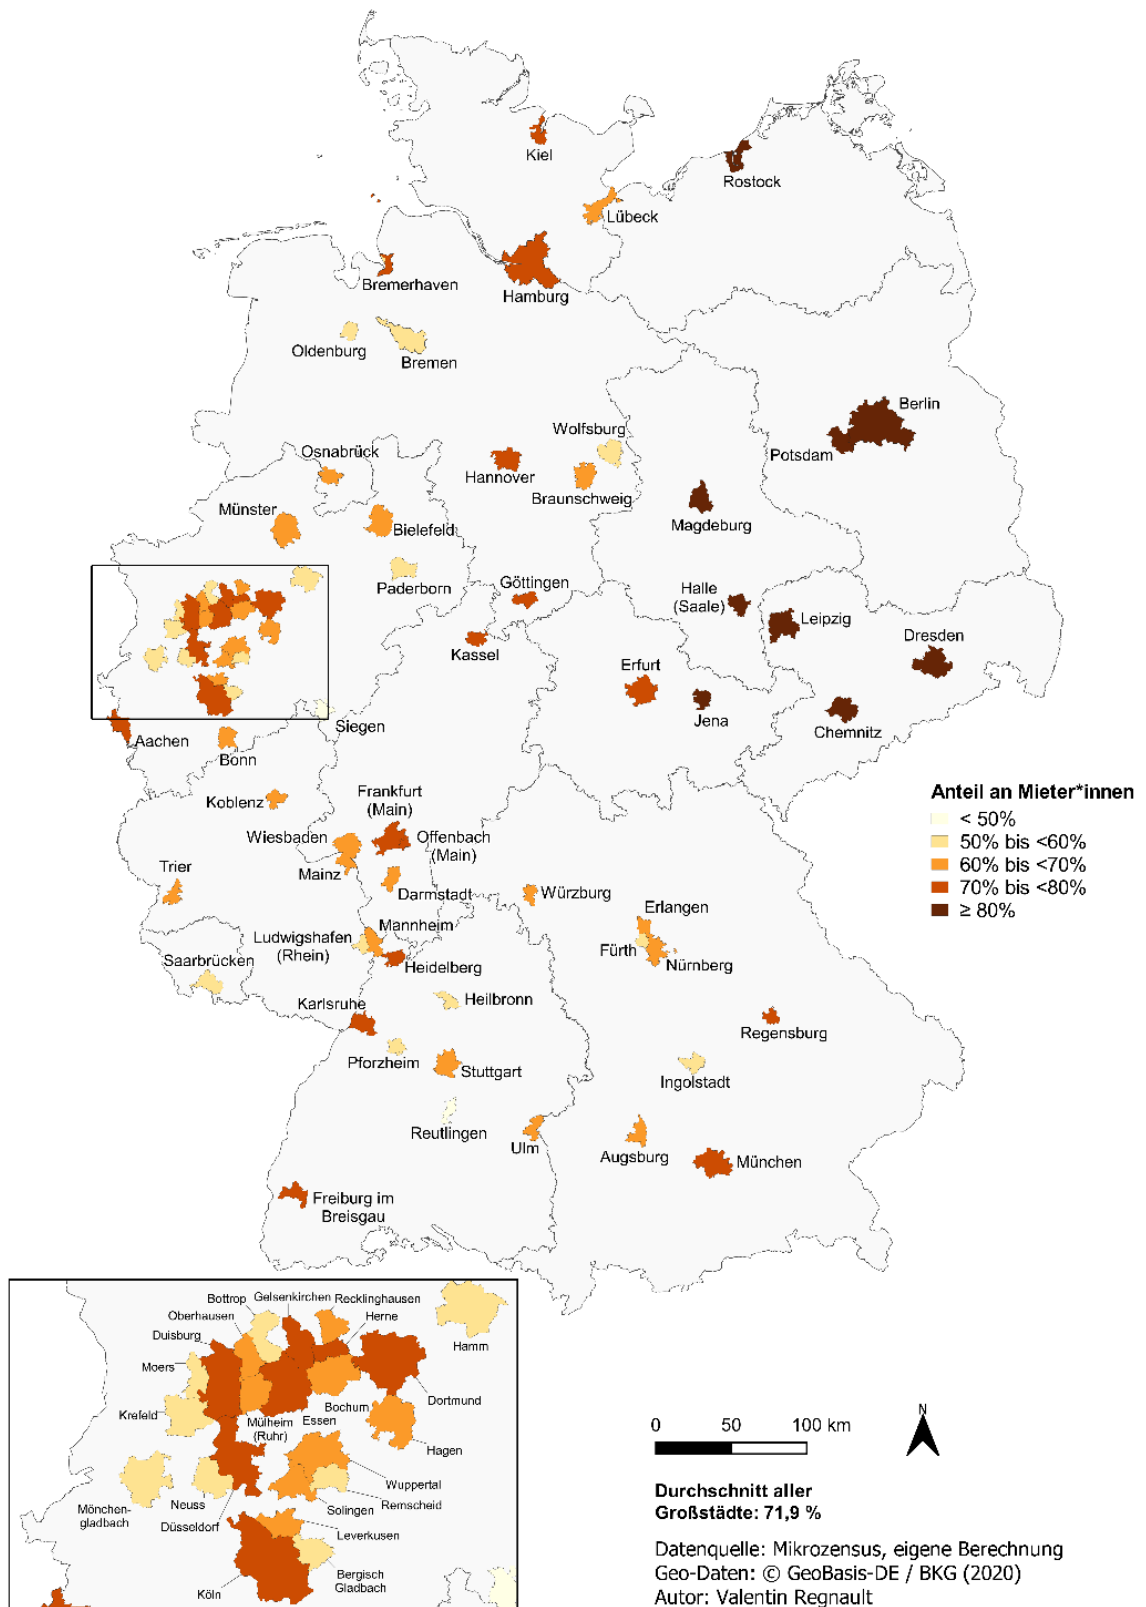 Kiel
Rostock
Lübeck
Bremerhaven
Hamburg
Oldenburg
Bremen
Berlin
Wolfsburg
Osnabrück
Hannover
Potsdam
Braunschweig
Münster
Bielefeld
Magdeburg
Paderborn
Göttingen
Halle
(Saale)
Leipzig
Dresden
Kassel
Erfurt
Jena
Chemnitz
Siegen
Aachen
Bonn
Koblenz
Frankfurt
(Main)
Wiesbaden
Offenbach
(Main)
Mainz
Trier
Darmstadt
Würzburg
Mannheim
Erlangen
Ludwigshafen
(Rhein)
Fürth
Nürnberg
Saarbrücken
Heidelberg
Heilbronn
Karlsruhe
Regensburg
Pforzheim
Stuttgart
Ingolstadt
Reutlingen
Ulm
Augsburg
München
Freiburg im
Breisgau
Anteil an Mieter*innen
< 50%
50% bis <60%
60% bis <70%
70% bis <80%
≥ 80%
Bottrop
Gelsenkirchen
Recklinghausen
Oberhausen
Herne
Duisburg
Hamm
Moers
Dortmund
Krefeld
Mülheim
(Ruhr)
Essen
Bochum
Hagen
Wuppertal
Mönchen-
gladbach
Neuss
Remscheid
Düsseldorf
Solingen
Leverkusen
Bergisch
Gladbach
Köln
0 50 100 km
N
Durchschnitt aller
Großstädte: 71,9 %
Datenquelle: Mikrozensus, eigene Berechnung
Geo-Daten: © GeoBasis-DE / BKG (2020)
Autor: Valentin Regnault